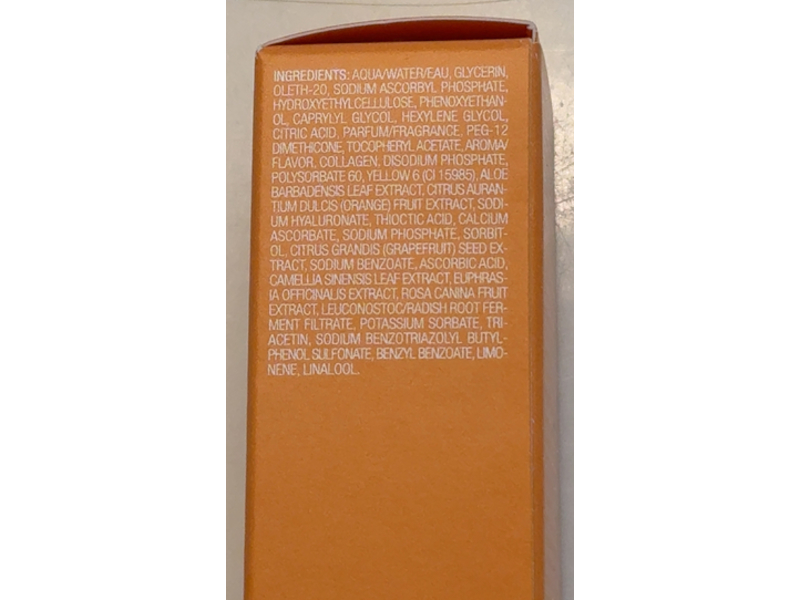 INGREDIENTS: AQUA/WATER/EAU, GLYCERIN,
OLETH-20, SODIUM ASCORBYL PHOSPHATE,
HYDROXYETHYLCELLULOSE, PHENOXYETHAN-
OL, CAPRYLYL GLYCOL, HEXYLENE GLYCOL,
CITRIC ACID, PARFUM/FRAGRANCE, PEG-12
DIMETHICONE, TOCOPHERYL ACETATE, AROMA/
FLAVOR, COLLAGEN, DISODIUM PHOSPHATE,
POLYSORBATE 60, YELLOW 6 (CI 15985), ALOE
BARBADENSIS LEAF EXTRACT, CITRUS AURAN-
TIUM DULCIS (ORANGE) FRUIT EXTRACT, SODI-
UM HYALURONATE, THIOCTIC ACID, CALCIUM
ASCORBATE, SODIUM PHOSPHATE, SORBIT-
OL, CITRUS GRANDIS (GRAPEFRUIT) SEED EX-
TRACT, SODIUM BENZOATE, ASCORBIC ACID,
CAMELLIA SINENSIS LEAF EXTRACT, EUPHRAS-
IA OFFICINALIS EXTRACT, ROSA CANINA FRUIT
EXTRACT, LEUCONOSTOC/RADISH ROOT FER-
MENT FILTRATE, POTASSIUM SORBATE, TRI-
ACETIN, SODIUM BENZOTRIAZOLYL BUTYL-
PHENOL SULFONATE, BENZYL BENZOATE, LIMO-
NENE, LINALOOL.